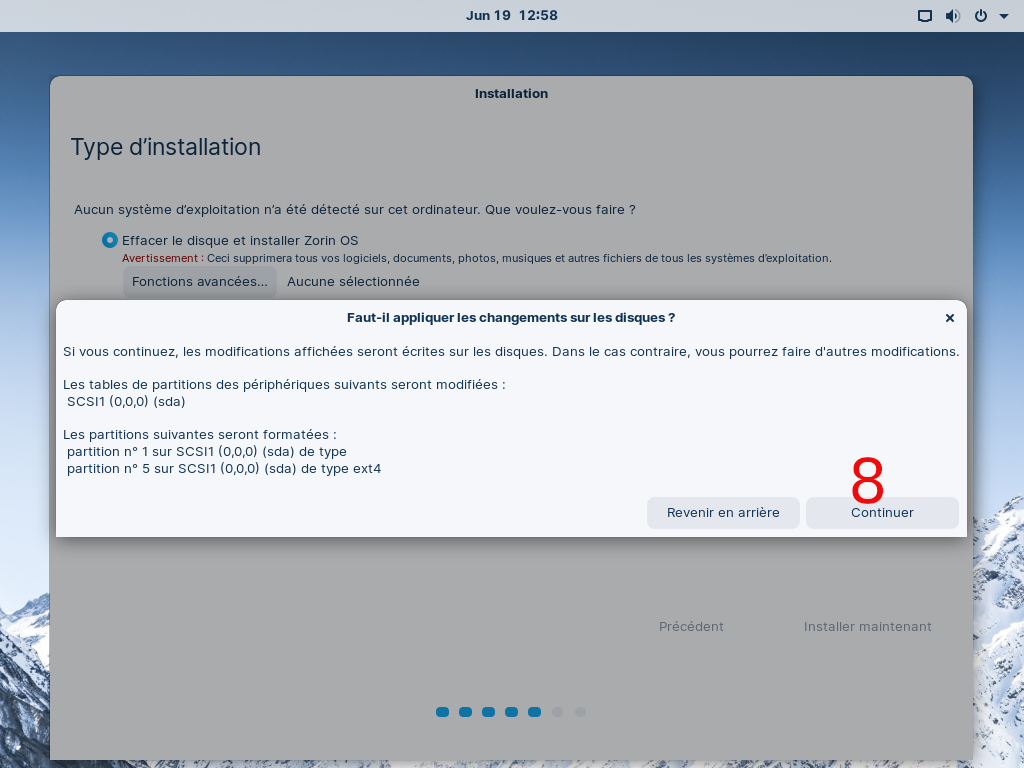 Jun 19 12:58
Installation
Type d’installation
Aucun système d’exploitation n’a été détecté sur cet ordinateur. Que voulez-vous faire ?
Effacer le disque et installer Zorin OS
Avertissement : Ceci supprimera tous vos logiciels, documents, photos, musiques et autres fichiers de tous les systèmes d’exploitation.
Fonctions avancées... Aucune sélectionnée
Faut-il appliquer les changements sur les disques ?
Si vous continuez, les modifications affichées seront écrites sur les disques. Dans le cas contraire, vous pourrez faire d'autres modifications.
Les tables de partitions des périphériques suivants seront modifiées :
SCSI1 (0,0,0) (sda)
Les partitions suivantes seront formatées :
partition n° 1 sur SCSI1 (0,0,0) (sda) de type
partition n° 5 sur SCSI1 (0,0,0) (sda) de type ext4
8
Revenir en arrière Continuer
Précédent Installer maintenant